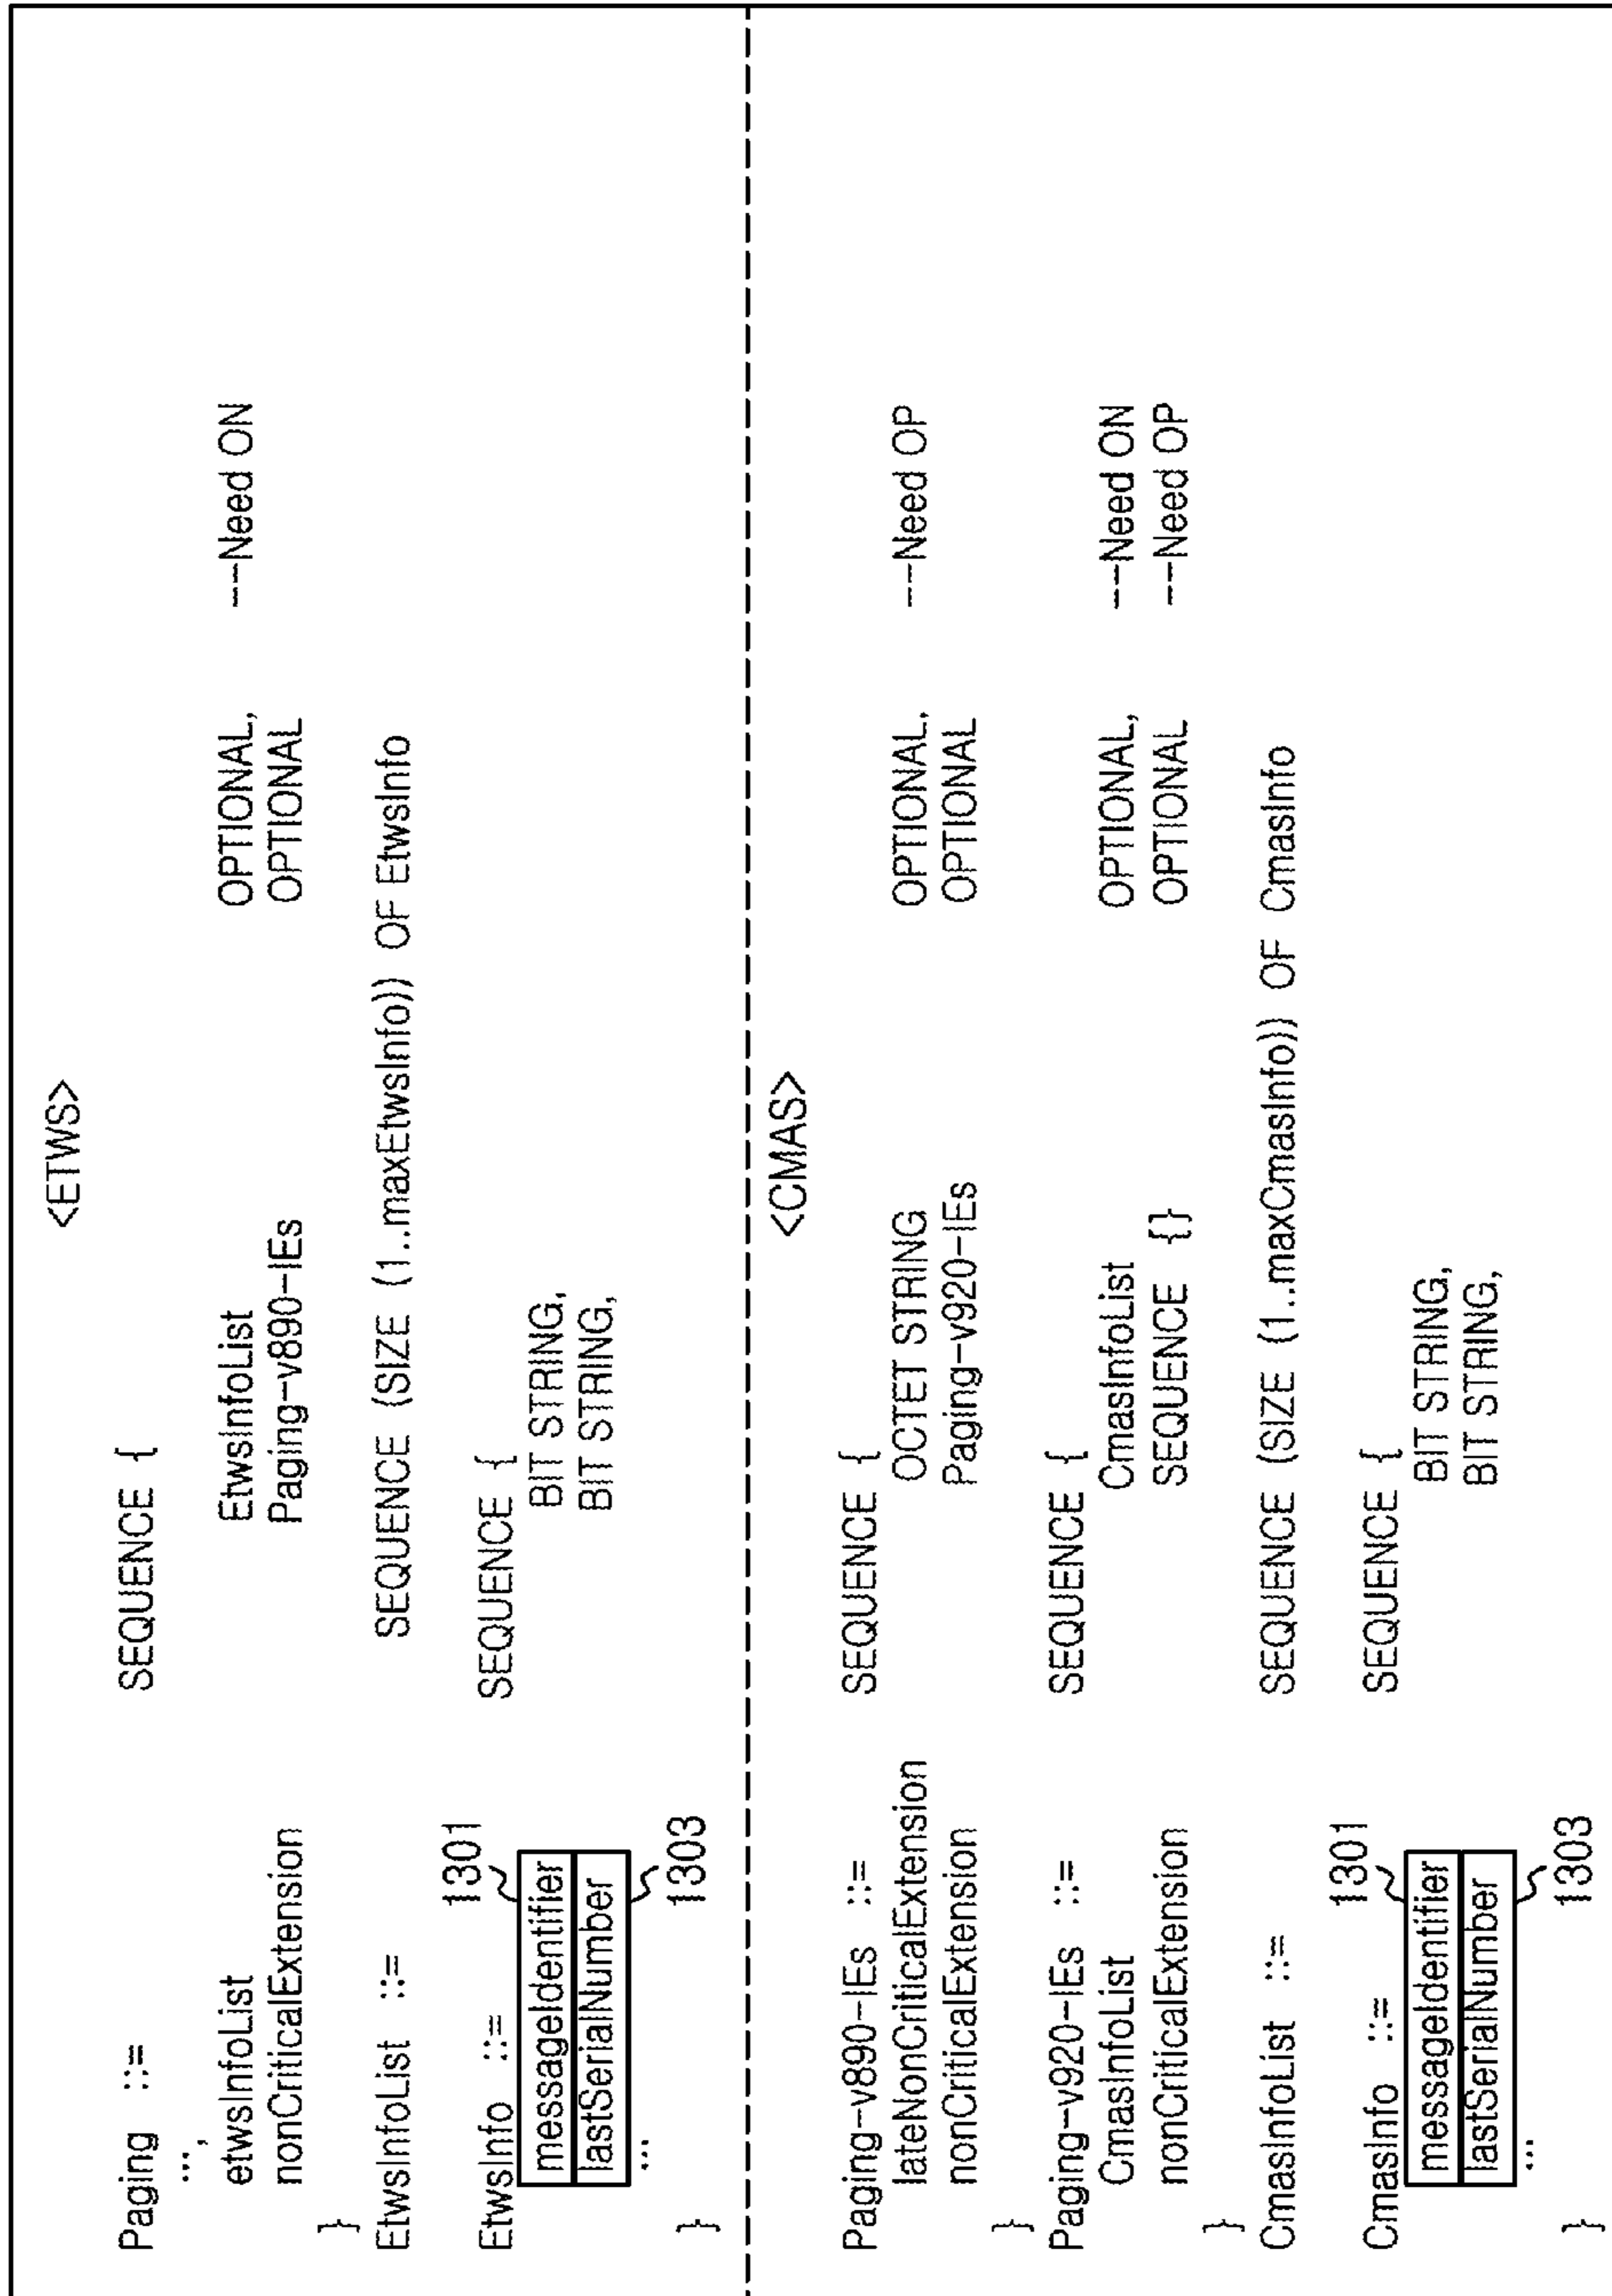 <ETWS>
Paging ::= SEQUENCE {
...,
etwsInfoList EtwsInfoList OPTIONAL, --Need ON
nonCriticalExtension Paging-v890-IEs OPTIONAL
}
EtwsInfoList ::= SEQUENCE (SIZE (1..maxEtwsInfo)) OF EtwsInfo
1301
EtwsInfo ::= SEQUENCE {
messageIdentifier BIT STRING,
lastSerialNumber BIT STRING,
...
1303
}
<CMAS>
Paging-v890-IEs ::= SEQUENCE {
lateNonCriticalExtension OCTET STRING OPTIONAL, --Need OP
nonCriticalExtension Paging-v920-IEs OPTIONAL
}
Paging-v920-IEs ::= SEQUENCE {
CmasInfoList CmasInfoList OPTIONAL, --Need ON
nonCriticalExtension SEQUENCE {} OPTIONAL --Need OP
}
CmasInfoList ::= SEQUENCE (SIZE (1..maxCmasInfo)) OF CmasInfo
1301
CmasInfo ::= SEQUENCE {
messageIdentifier BIT STRING,
lastSerialNumber BIT STRING,
...
1303
}